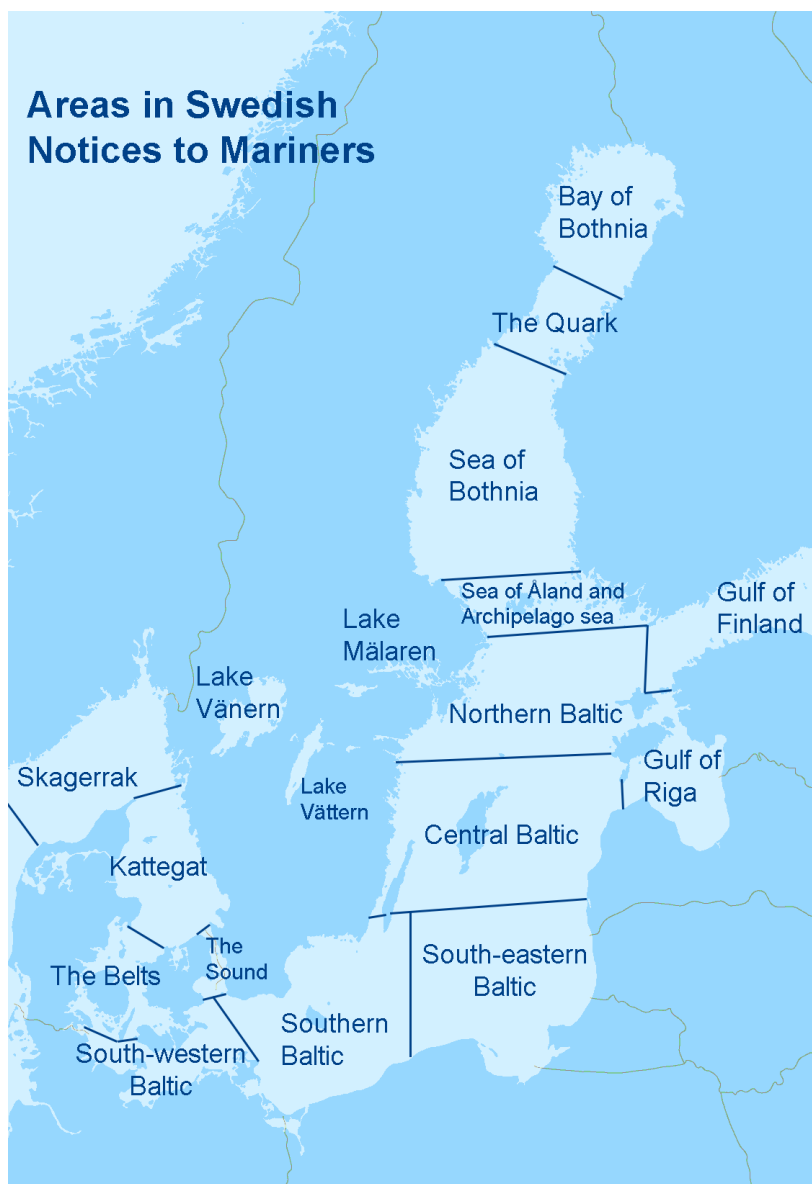 Areas in Swedish
Notices to Mariners
Bay of
Bothnia
The Quark
Sea of
Bothnia
Sea of Åland and
Archipelago sea
Gulf of
Finland
Lake
Mälaren
Lake
Vänern
Northern Baltic
Gulf of
Riga
Skagerrak
Lake
Vättern
Central Baltic
Kattegat
The
Sound
The Belts
South-eastern
Baltic
Southern
Baltic
South-western
Baltic